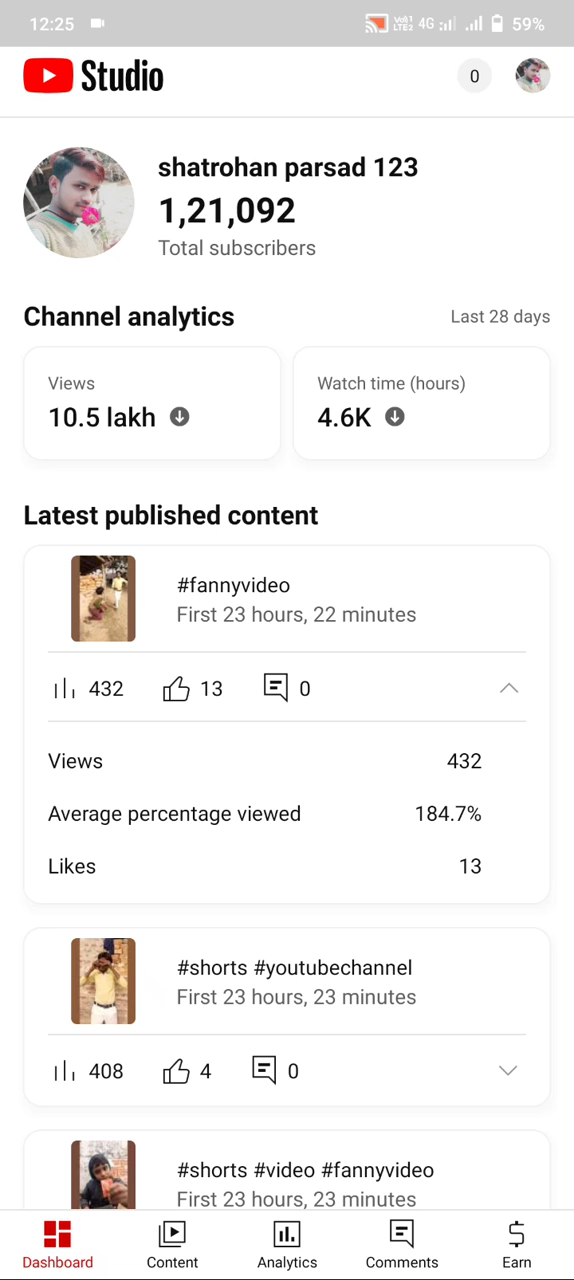 12:25
VoLTE LTE2 4G 59%
Studio
0
shatrohan parsad 123
1,21,092
Total subscribers
Channel analytics
Last 28 days
Views
10.5 lakh
Watch time (hours)
4.6K
Latest published content
#fannyvideo
First 23 hours, 22 minutes
432 13 0
Views 432
Average percentage viewed 184.7%
Likes 13
#shorts #youtubechannel
First 23 hours, 23 minutes
408 4 0
#shorts #video #fannyvideo
First 23 hours, 23 minutes
Dashboard Content Analytics Comments Earn